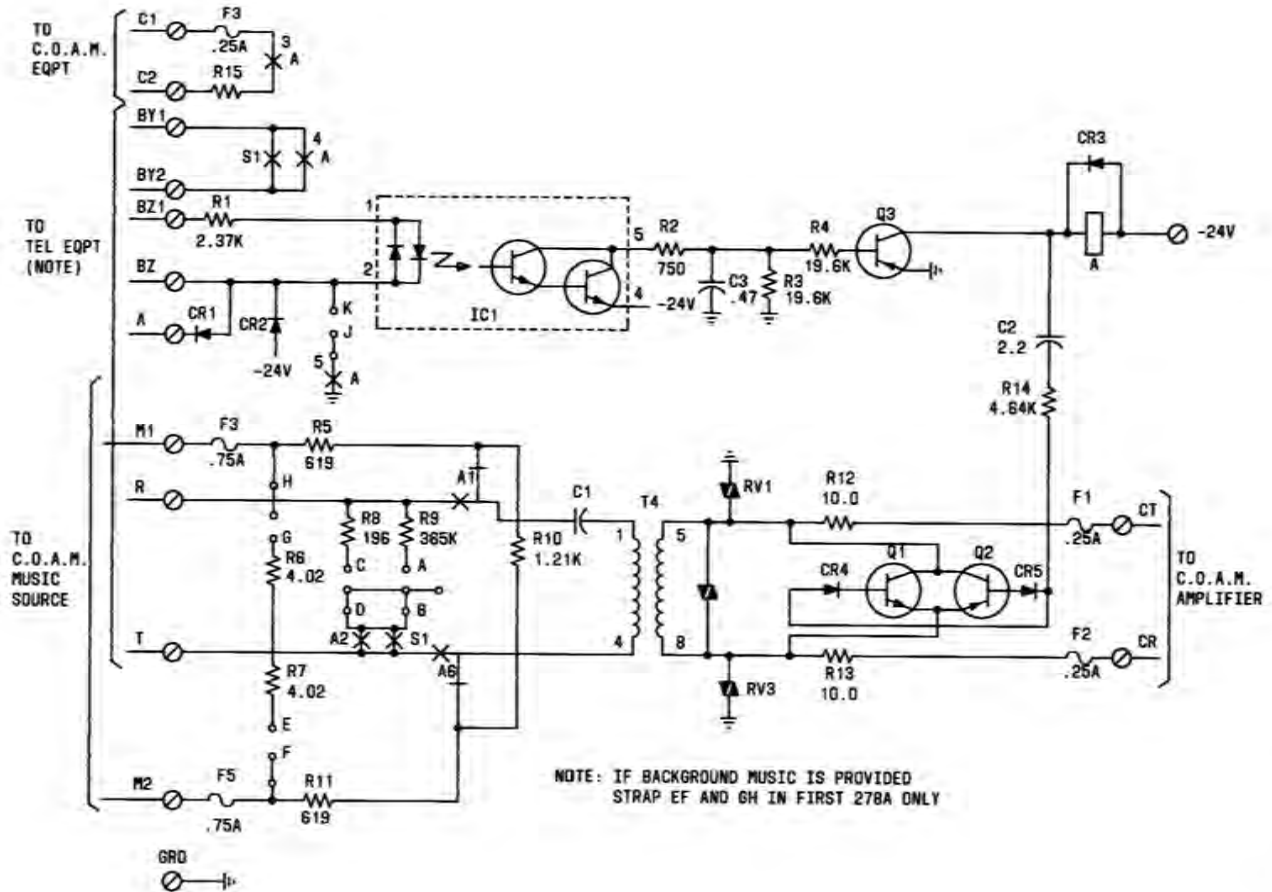 TO
C.O.A.M.
EQPT
C1
F3
.25A
3
A
C2
R15
BY1
4
S1
A
BY2
TO
TEL EQPT
(NOTE)
BZ1
R1
2.37K
1
2
BZ
A
CR1
CR2
-24V
K
J
5
A
IC1
5
4
R2
750
C3
.47
-24V
R3
19.6K
R4
19.6K
Q3
CR3
A
-24V
C2
2.2
R14
4.64K
TO
C.O.A.M.
MUSIC
SOURCE
M1
F3
.75A
R5
619
H
A1
R
G
R6
4.02
R8
196
R9
365K
C
A
D
B
A2
S1
R10
1.21K
C1
T4
1
5
4
8
T
A6
R7
4.02
E
F
M2
F5
.75A
R11
619
RV1
RV3
R12
10.0
Q1
Q2
CR4
CR5
R13
10.0
F1
.25A
CT
F2
.25A
CR
TO
C.O.A.M.
AMPLIFIER
NOTE: IF BACKGROUND MUSIC IS PROVIDED
STRAP EF AND GH IN FIRST 278A ONLY
GRD